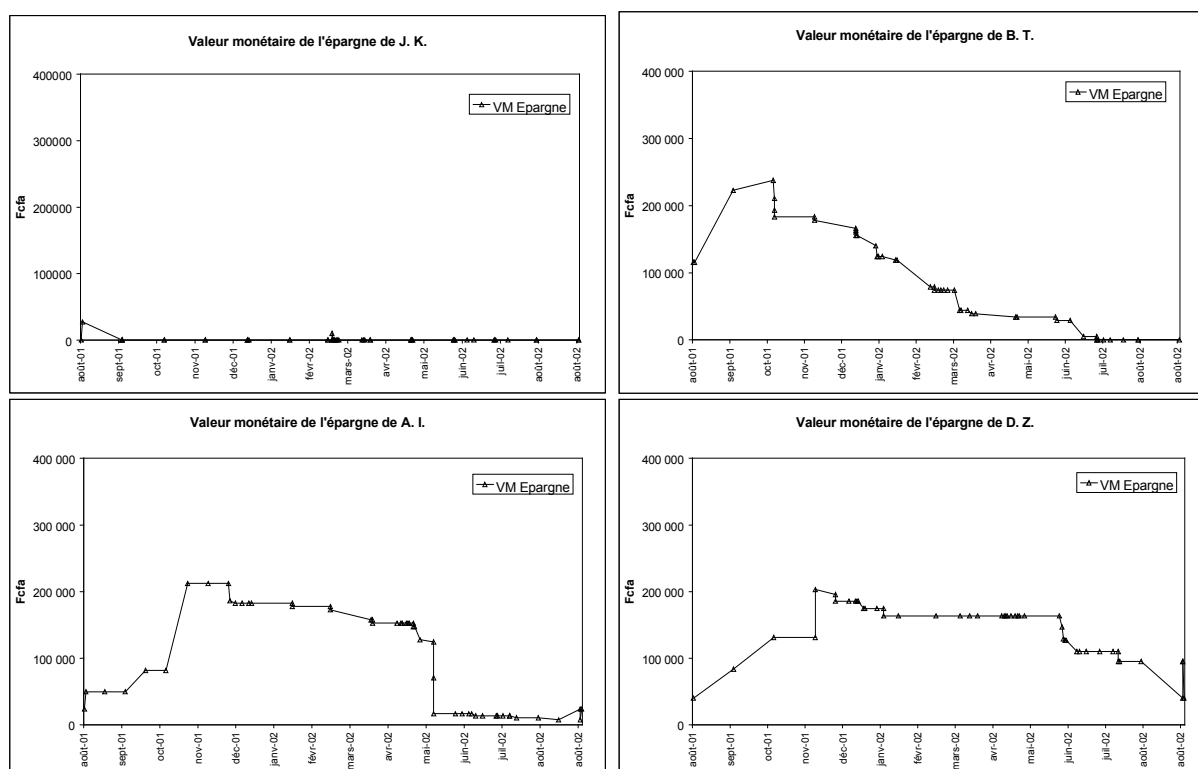 Valeur monétaire de l'épargne de J. K.
400000
300000
200000
100000
0
Fcfa
VM Epargne
août-01
sept-01
oct-01
nov-01
déc-01
janv-02
févr-02
mars-02
avr-02
mai-02
juin-02
juil-02
août-02
août-02
Valeur monétaire de l'épargne de B. T.
400 000
300 000
200 000
100 000
0
VM Epargne
août-01
sept-01
oct-01
nov-01
déc-01
janv-02
févr-02
mars-02
avr-02
mai-02
juin-02
juil-02
août-02
août-02
Valeur monétaire de l'épargne de A. I.
400 000
300 000
200 000
100 000
0
Fcfa
VM Epargne
août-01
sept-01
oct-01
nov-01
déc-01
janv-02
févr-02
mars-02
avr-02
mai-02
juin-02
juil-02
août-02
août-02
Valeur monétaire de l'épargne de D. Z.
400 000
300 000
200 000
100 000
0
VM Epargne
août-01
sept-01
oct-01
nov-01
déc-01
janv-02
févr-02
mars-02
avr-02
mai-02
juin-02
juil-02
août-02
août-02